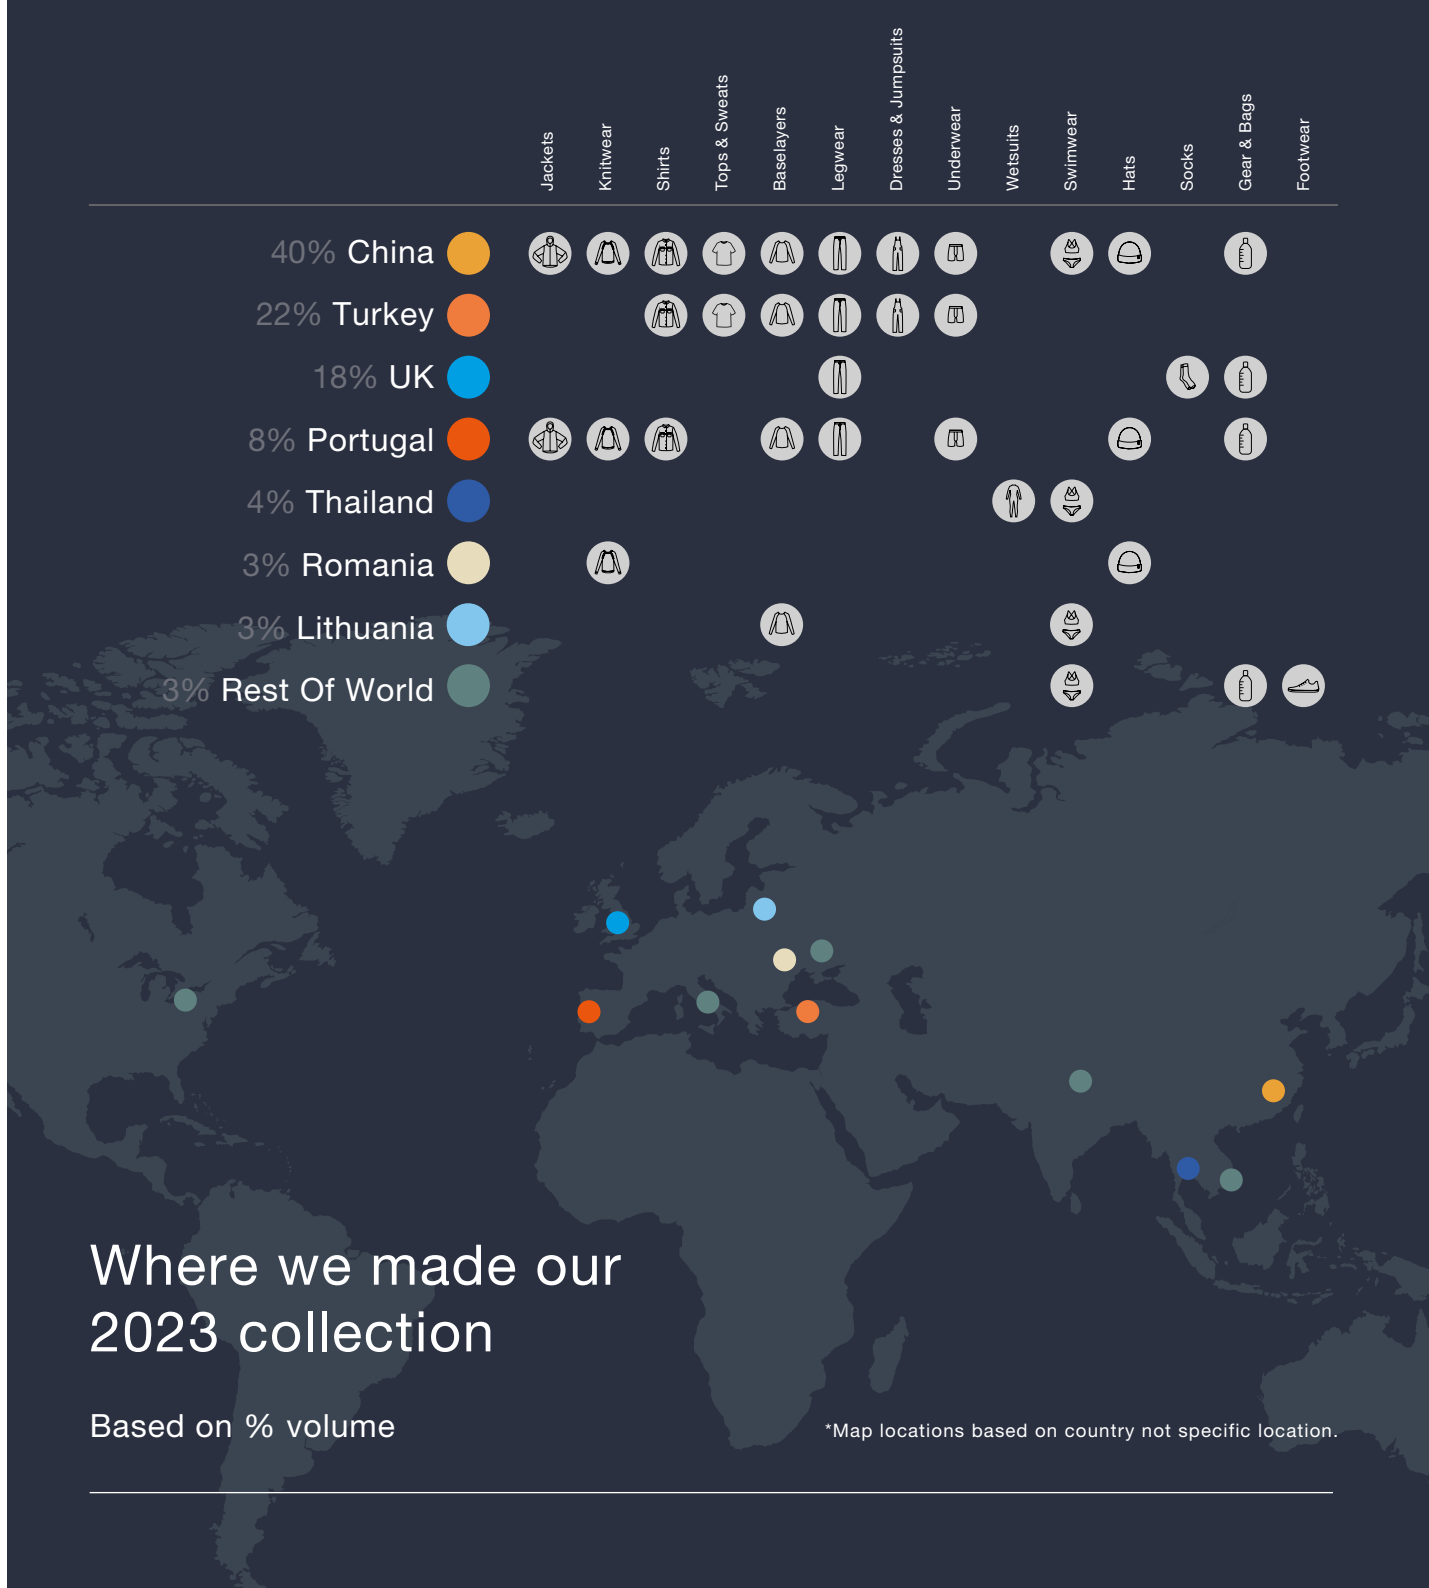 Jackets
Knitwear
Shirts
Tops & Sweats
Baselayers
Legwear
Dresses & Jumpsuits
Underwear
Wetsuits
Swimwear
Hats
Socks
Gear & Bags
Footwear
40% China
22% Turkey
18% UK
8% Portugal
4% Thailand
3% Romania
3% Lithuania
3% Rest Of World
Where we made our
2023 collection
Based on % volume
*Map locations based on country not specific location.